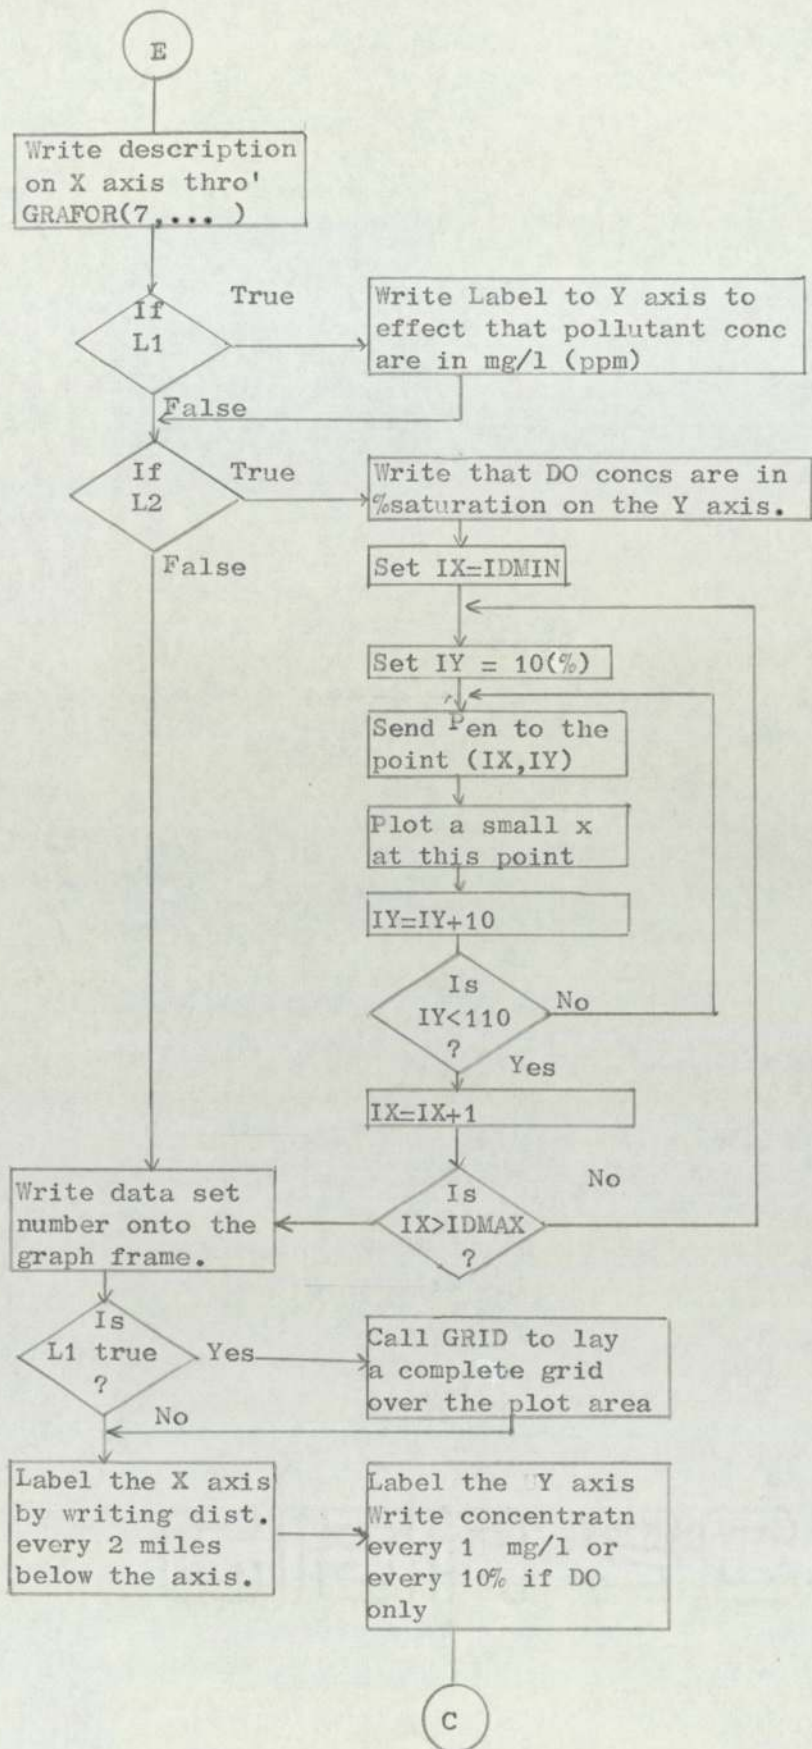 E
Write description
on X axis thro'
GRAFOR(7,... )
If
L1
True
Write Label to Y axis to
effect that pollutant conc
are in mg/l (ppm)
False
If
L2
True
Write that DO concs are in
%saturation on the Y axis.
False
Set IX=IDMIN
Set IY = 10(%)
Send Pen to the
point (IX,IY)
Plot a small x
at this point
IY=IY+10
Is
IY<110
?
No
Yes
IX=IX+1
Is
IX>IDMAX
?
No
Write data set
number onto the
graph frame.
Is
L1 true
?
Yes
Call GRID to lay
a complete grid
over the plot area
No
Label the X axis
by writing dist.
every 2 miles
below the axis.
Label the Y axis
Write concentratn
every 1 mg/l or
every 10% if DO
only
C